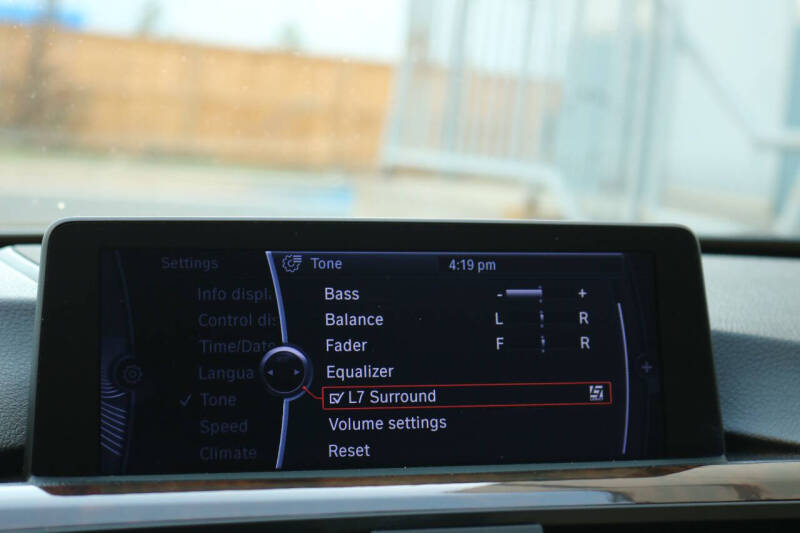 Settings
Info displ
Control dis
Time/Date
Langua
Tone
Speed
Climate
Tone 4:19 pm
Bass - +
Balance L R
Fader F R
Equalizer
L7 Surround
Volume settings
Reset